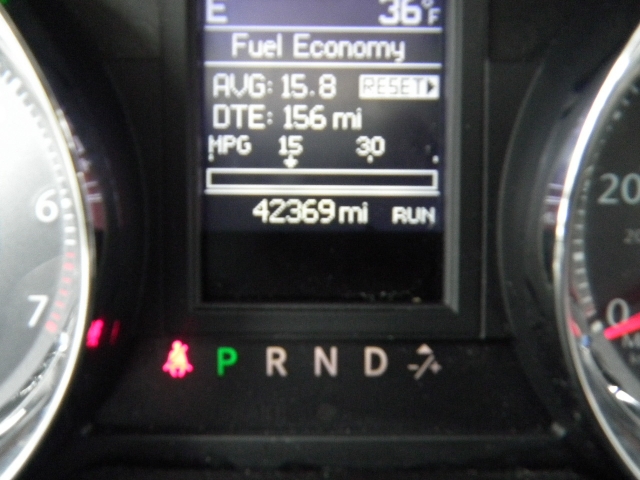 E 36°F
Fuel Economy
AVG: 15.8 RESET
DTE: 156 mi
MPG 15 30
42369 mi RUN
6
7
20
0
P R N D -/+